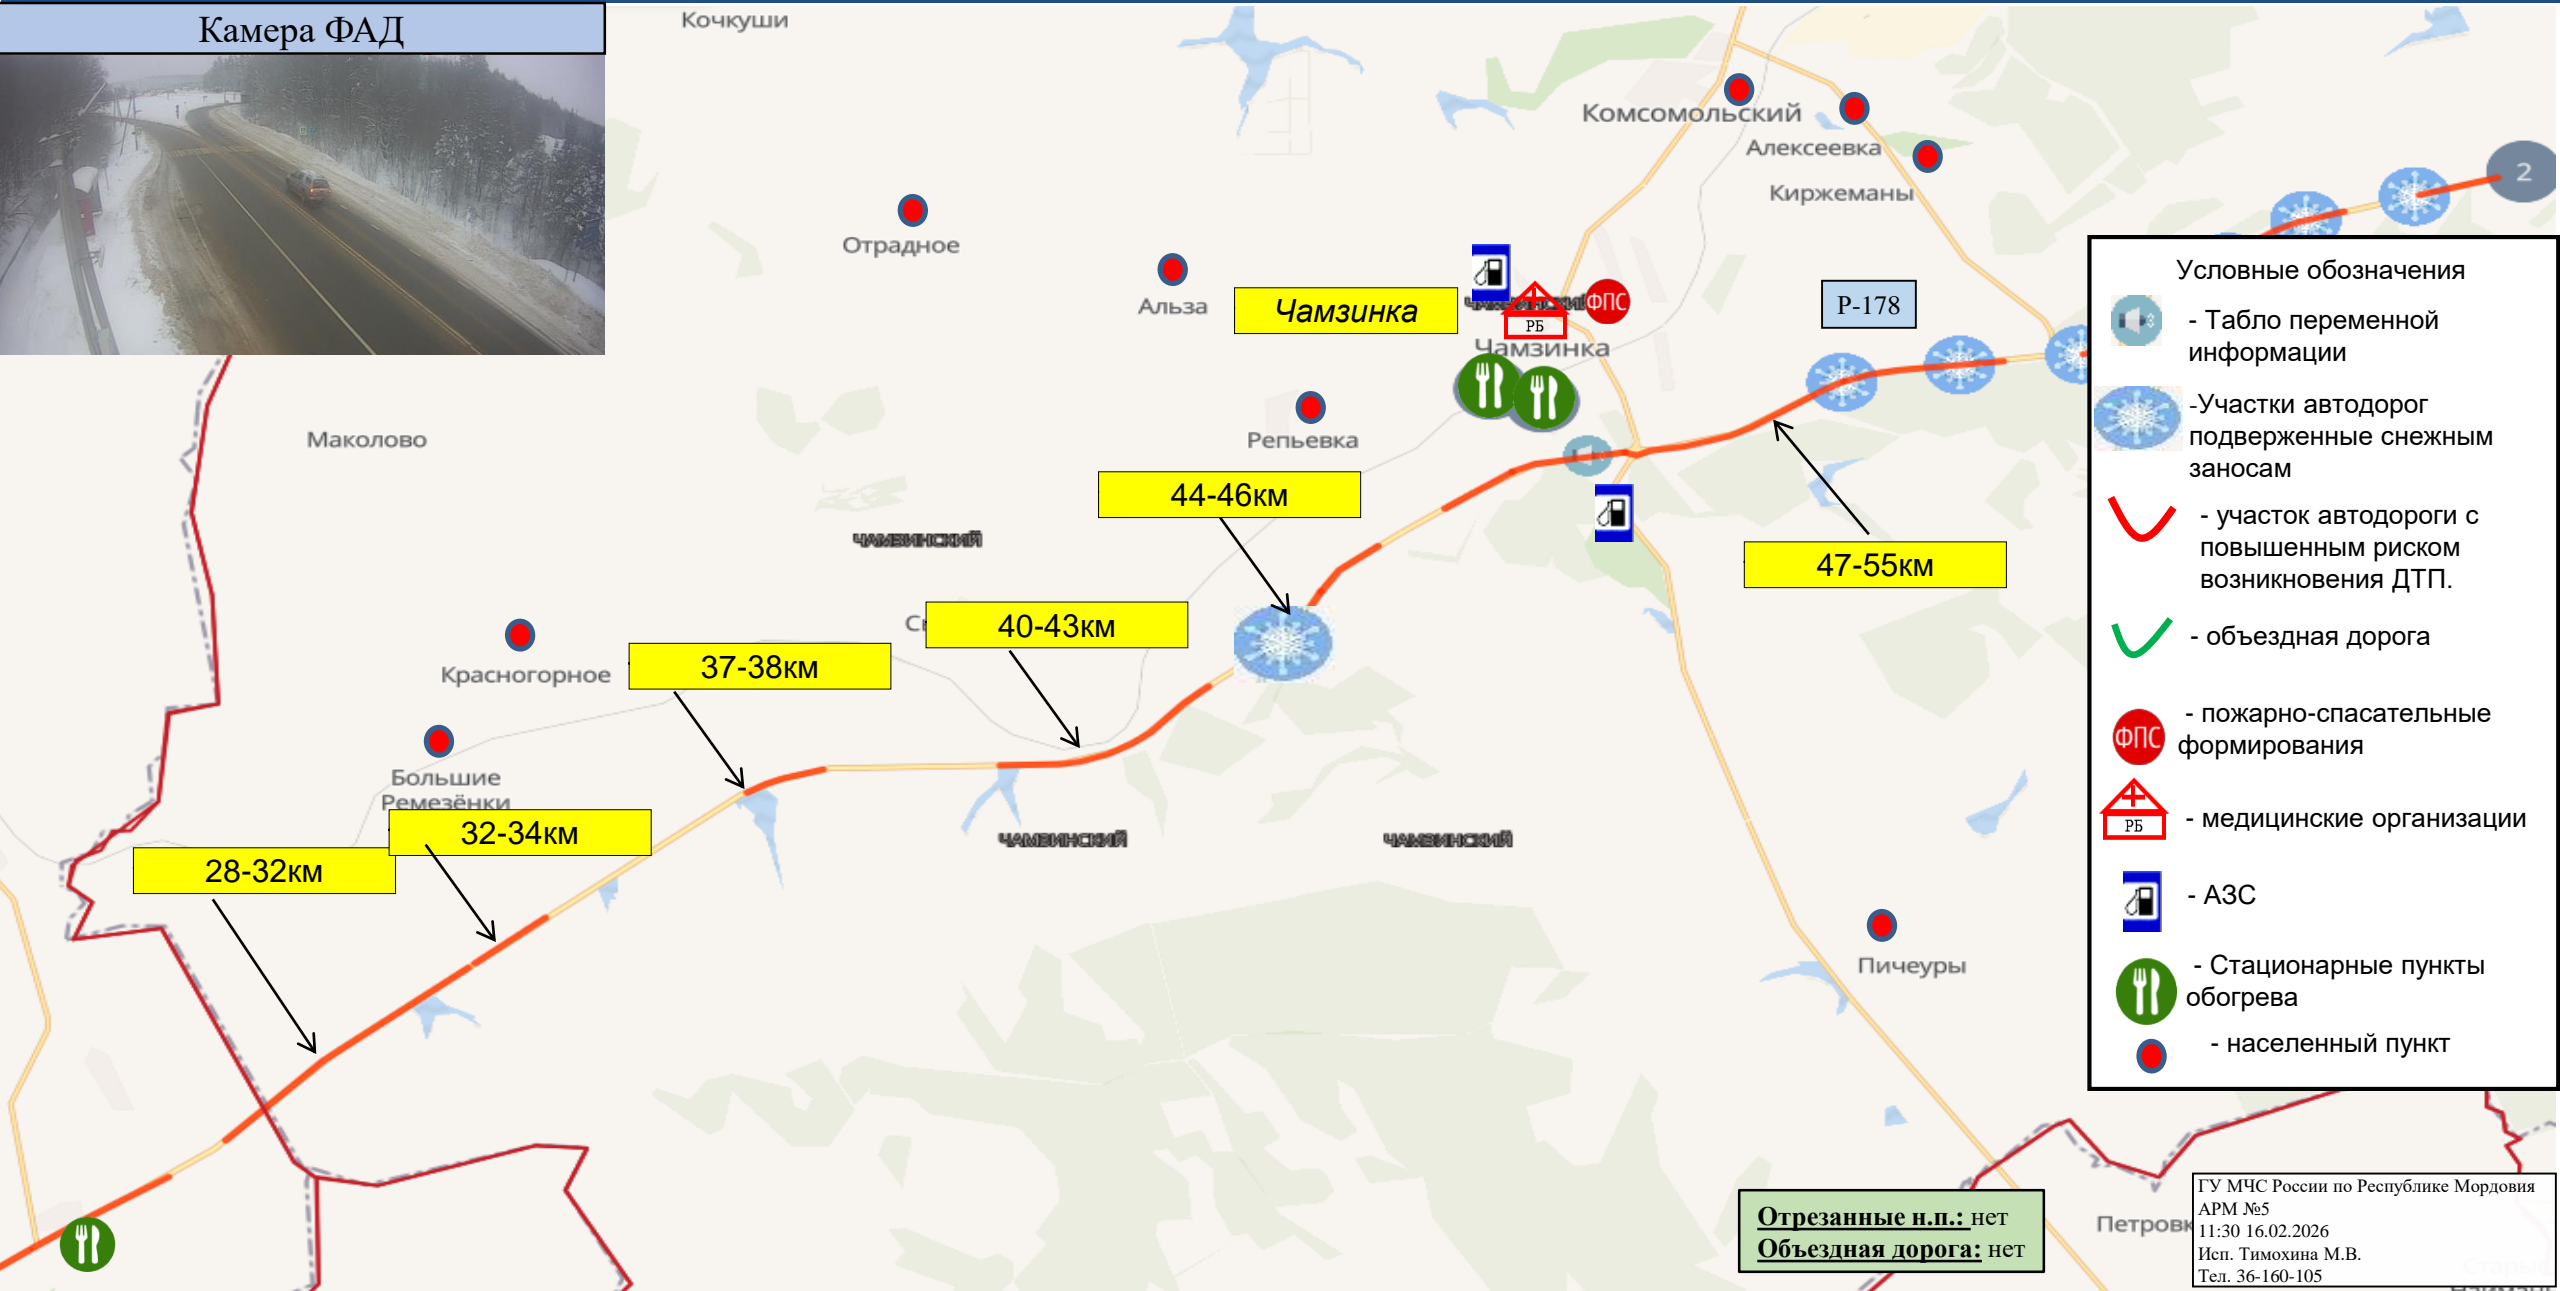 Камера ФАД
Кочкуши
Комсомольский
Алексеевка
Киржеманы
2
Отрадное
Альза
Чамзинка
ФПС
РБ
Чамзинка
Р-178
Маколово
Репьевка
44-46км
ЧАМЗИНСКИЙ
47-55км
40-43км
37-38км
Красногорное
Большие
Ремезёнки
32-34км
28-32км
ЧАМЗИНСКИЙ
ЧАМЗИНСКИЙ
Пичеуры
Условные обозначения
- Табло переменной
информации
-Участки автодорог
подверженные снежным
заносам
- участок автодороги с
повышенным риском
возникновения ДТП.
- объездная дорога
ФПС
- пожарно-спасательные
формирования
РБ
- медицинские организации
- АЗС
- Стационарные пункты
обогрева
- населенный пункт
Отрезанные н.п.: нет
Объездная дорога: нет
ГУ МЧС России по Республике Мордовия
АРМ №5
11:30 16.02.2026
Исп. Тимохина М.В.
Тел. 36-160-105